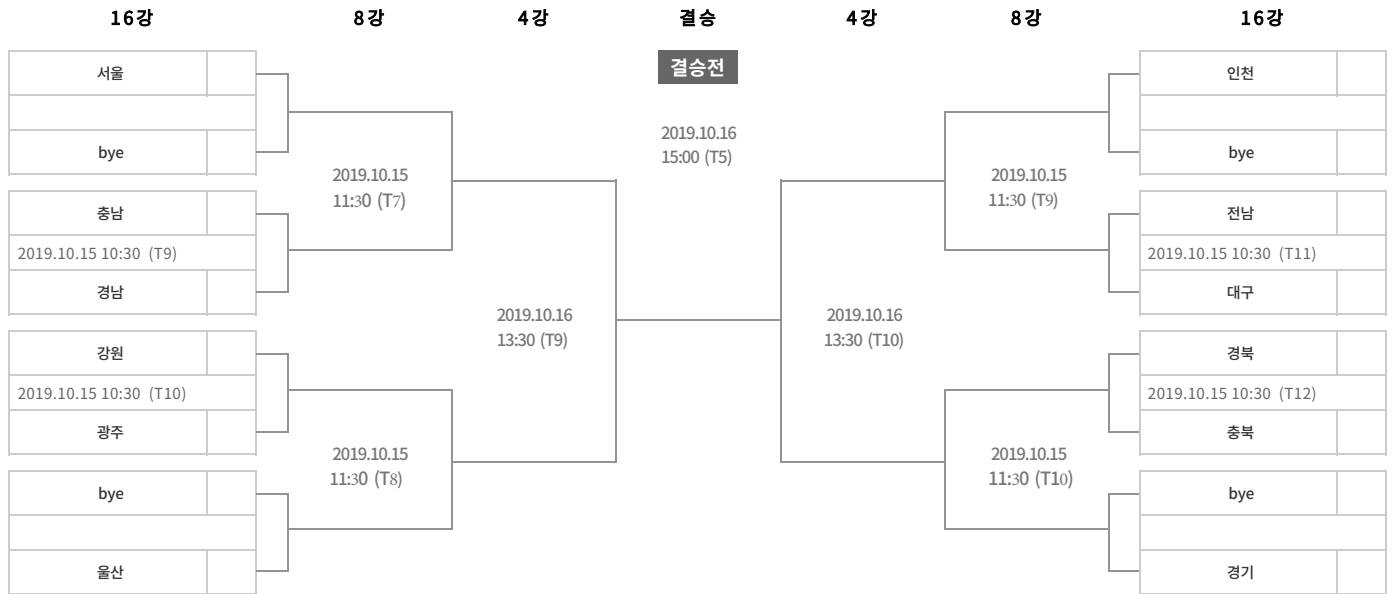 16강 8강 4강 결승 4강 8강 16강
결승전
서울
bye
충남
2019.10.15 10:30 (T9)
경남
강원
2019.10.15 10:30 (T10)
광주
bye
울산
2019.10.15
11:30 (T7)
2019.10.15
11:30 (T8)
2019.10.16
13:30 (T9)
2019.10.16
15:00 (T5)
2019.10.16
13:30 (T10)
2019.10.15
11:30 (T9)
2019.10.15
11:30 (T10)
인천
bye
전남
2019.10.15 10:30 (T11)
대구
경북
2019.10.15 10:30 (T12)
충북
bye
경기